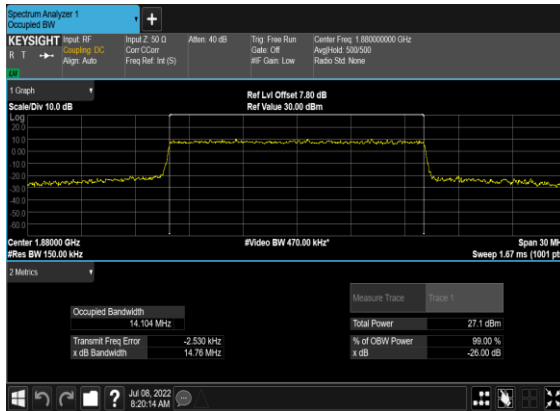 Spectrum Analyzer 1
Occupied BW
KEYSIGHT Input: RF Input Z: 50 Ω Atten: 40 dB Trig: Free Run Center Freq: 1.880000000 GHz
R T Coupling: DC Corr CCorr Gate: Off Avg|Hold: 500/500
Align: Auto Freq Ref: Int (S) #IF Gain: Low Radio Std: None
LXI
1 Graph
Ref Lvl Offset 7.80 dB
Scale/Div 10.0 dB Ref Value 30.00 dBm
Log
20.0
10.0
0.00
-10.0
-20.0
-30.0
-40.0
-50.0
-60.0
Center 1.88000 GHz #Video BW 470.00 kHz* Span 30 MH
#Res BW 150.00 kHz Sweep 1.67 ms (1001 pts
2 Metrics
Measure Trace Trace 1
Occupied Bandwidth
14.104 MHz Total Power 27.1 dBm
Transmit Freq Error -2.530 kHz % of OBW Power 99.00 %
x dB Bandwidth 14.76 MHz x dB -26.00 dB
? Jul 08, 2022
8:20:14 AM